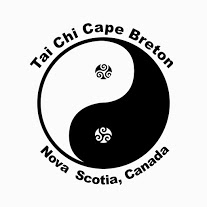 Tai Chi Cape Breton
Nova Scotia, Canada